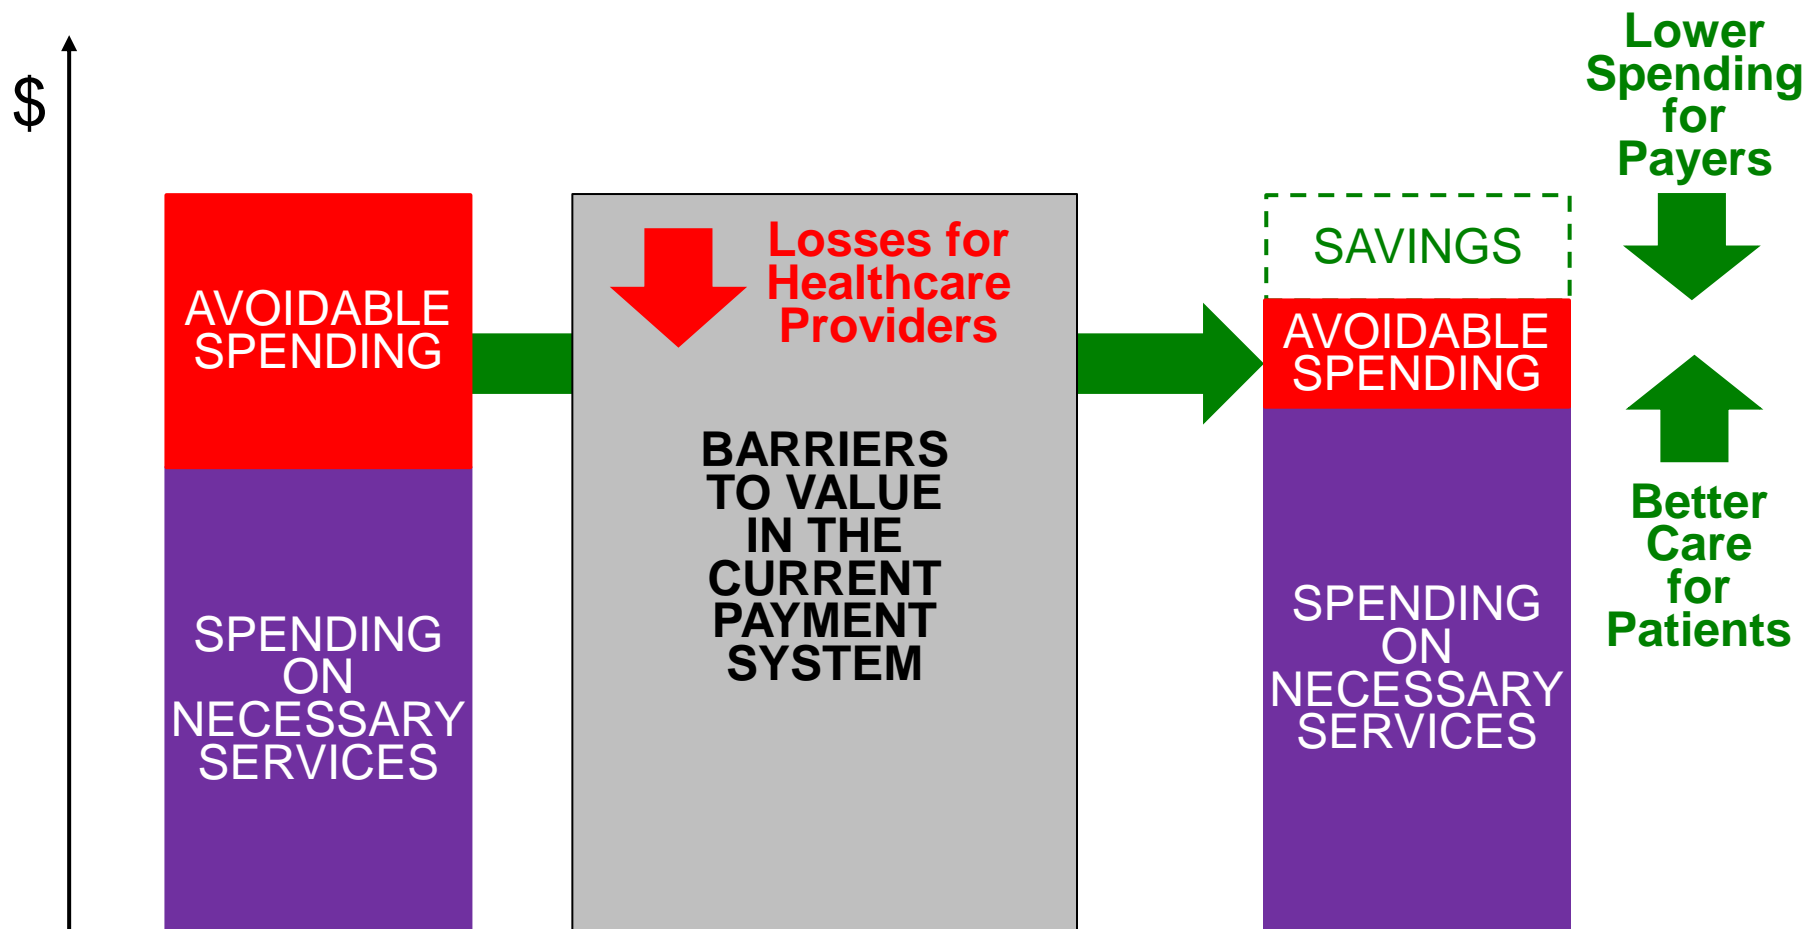 $
AVOIDABLE
SPENDING
SPENDING
ON
NECESSARY
SERVICES
Losses for
Healthcare
Providers
BARRIERS
TO VALUE
IN THE
CURRENT
PAYMENT
SYSTEM
SAVINGS
AVOIDABLE
SPENDING
SPENDING
ON
NECESSARY
SERVICES
Lower
Spending
for
Payers
Better
Care
for
Patients